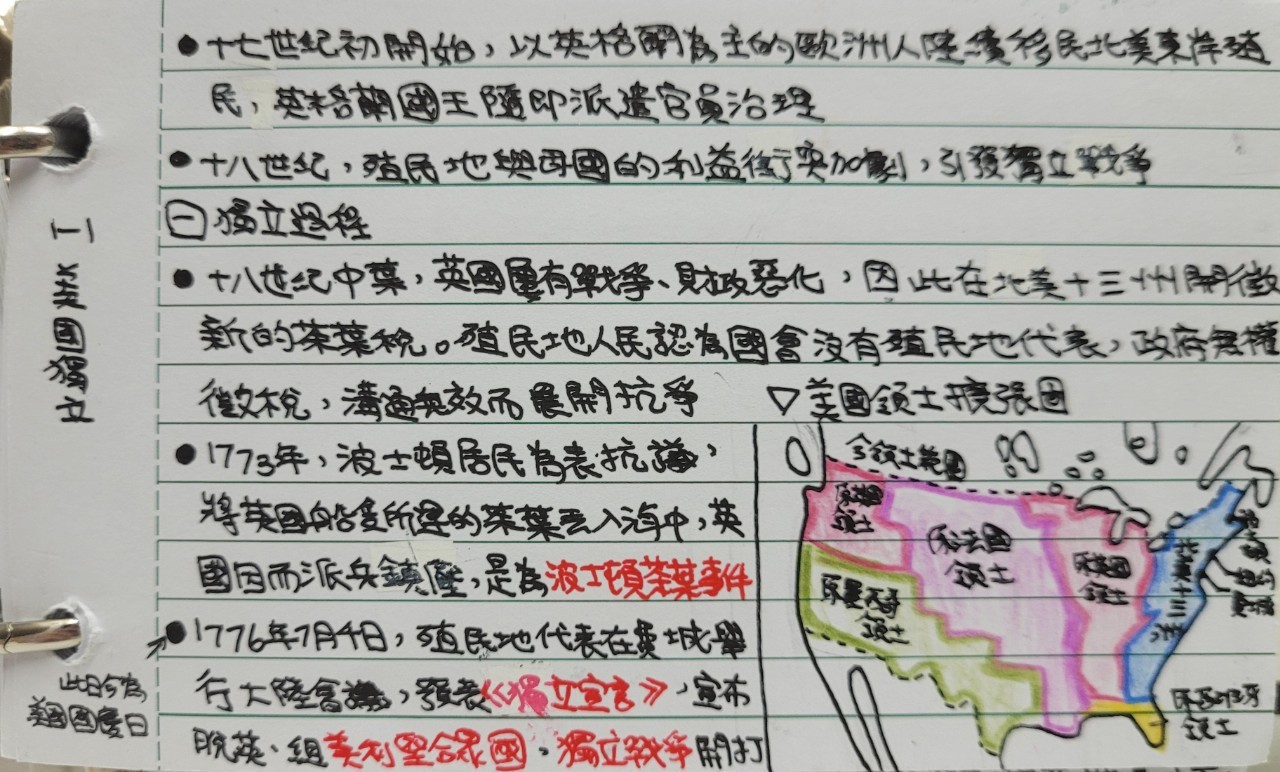 二、美國獨立
●十七世紀初開始，以英格蘭為主的歐洲人陸續移民北美東岸殖
民，英格蘭國王隨即派遣官員治理
●十八世紀，殖民地與母國的利益衝突加劇，引發獨立戰爭
㊀獨立過程
●十八世紀中葉，英國屢有戰爭、財政惡化，因此在北美十三州開徵
新的茶葉稅。殖民地人民認為國會沒有殖民地代表，政府無權
徵稅，溝通無效而展開抗爭
▽美國領土擴張圖
●1773年，波士頓居民為表抗議，
將英國船隻所運的茶葉丟入海中，英
國因而派兵鎮壓，是為波士頓茶葉事件
●1776年7月4日，殖民地代表在費城舉
行大陸會議，發表《獨立宣言》，宣布
脫英、組美利堅合眾國，獨立戰爭開打
此日今為
美國國慶日
今領土範圍
原英國
領土
原法國
領土
原英國
領土
原墨西哥
領土
北美十三州
波士頓
紐約
費城
原西班牙
領土